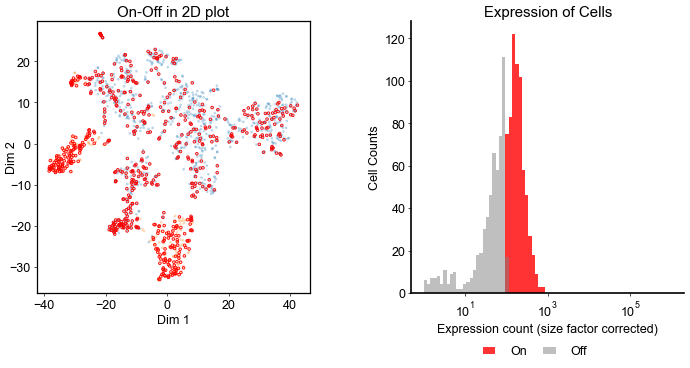 On-Off in 2D plot
Dim 2
20
10
0
−10
−20
−30
−40
−20
0
20
40
Dim 1
Expression of Cells
Cell Counts
120
100
80
60
40
20
0
10^1
10^3
10^5
Expression count (size factor corrected)
On
Off